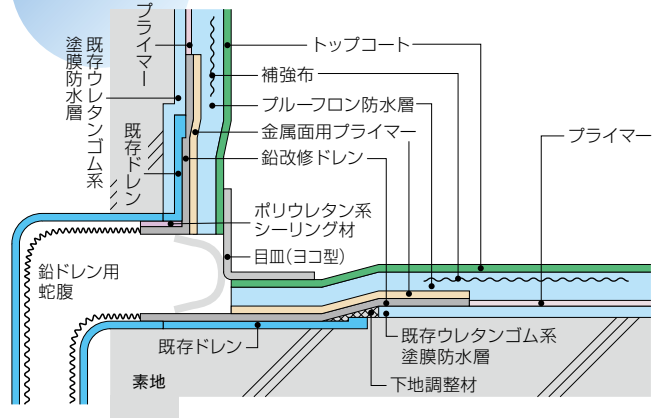 プライマー
既存ウレタンゴム系
塗膜防水層
既存ドレン
トップコート
補強布
プルーフロン防水層
金属面用プライマー
鉛改修ドレン
プライマー
ポリウレタン系
シーリング材
目皿(ヨコ型)
鉛ドレン用
蛇腹
既存ドレン
既存ウレタンゴム系
塗膜防水層
下地調整材
素地